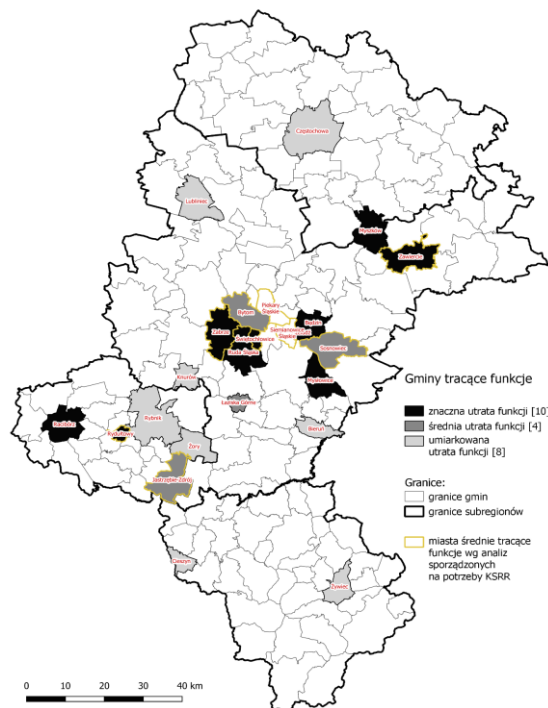 Częstochowa
Lubliniec
Myszków
Zawiercie
Piekary
Śląskie
Bytom
Zabrze
Siemianowice
Śląskie
Będzin
Świętochłowice
Ruda Śląska
Sosnowiec
Mysłowice
Knurów
Łaziska Górne
Bieruń
Racibórz
Rydułtowy
Rybnik
Żory
Jastrzębie-Zdrój
Cieszyn
Żywiec
Gminy tracące funkcje
znaczna utrata funkcji [10]
średnia utrata funkcji [4]
umiarkowana
utrata funkcji [8]
Granice:
granice gmin
granice subregionów
miasta średnie tracące
funkcje wg analiz
sporządzonych
na potrzeby KSRR
0 10 20 30 40 km